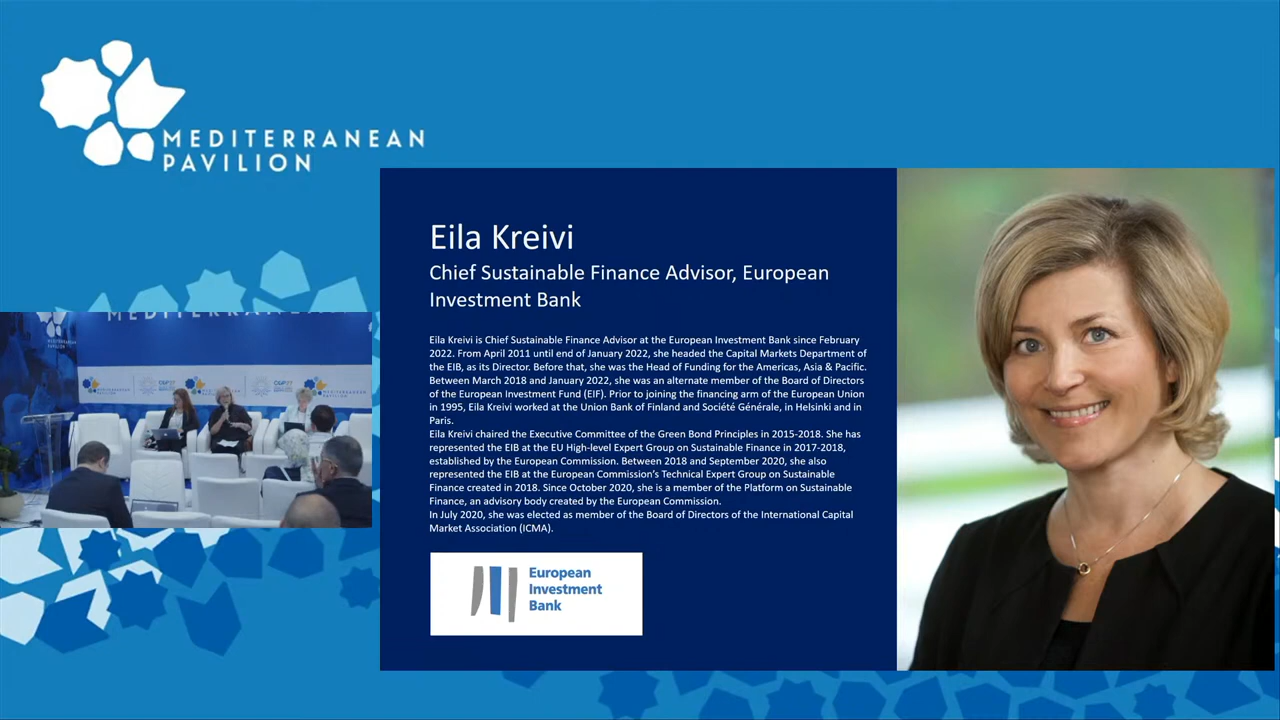 MEDITERRANEAN
PAVILION
Eila Kreivi
Chief Sustainable Finance Advisor, European
Investment Bank
Eila Kreivi is Chief Sustainable Finance Advisor at the European Investment Bank since February
2022. From April 2011 until end of January 2022, she headed the Capital Markets Department of
the EIB, as its Director. Before that, she was the Head of Funding for the Americas, Asia & Pacific.
Between March 2018 and January 2022, she was an alternate member of the Board of Directors
of the European Investment Fund (EIF). Prior to joining the financing arm of the European Union
in 1995, Eila Kreivi worked at the Union Bank of Finland and Société Générale, in Helsinki and in
Paris.
Eila Kreivi chaired the Executive Committee of the Green Bond Principles in 2015-2018. She has
represented the EIB at the EU High-level Expert Group on Sustainable Finance in 2017-2018,
established by the European Commission. Between 2018 and September 2020, she also
represented the EIB at the European Commission's Technical Expert Group on Sustainable
Finance created in 2018. Since October 2020, she is a member of the Platform on Sustainable
Finance, an advisory body created by the European Commission.
In July 2020, she was elected as member of the Board of Directors of the International Capital
Market Association (ICMA).
European
Investment
Bank
MEDITERRANEAN
COP27
MEDITERRANEAN
PAVILION